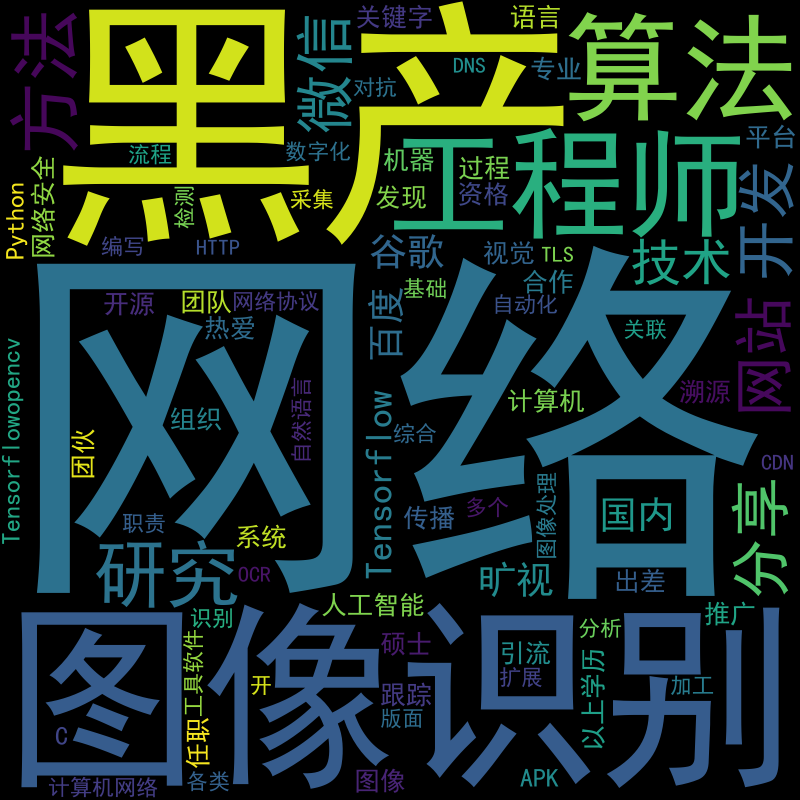 黑产
算法
方法
微信
关键字
语言
DNS
专业
对抗
工程师
数字化
流程
机器
过程
平台
网络安全
Python
检测
采集
发现
资格
开发
编写
HTTP
谷歌
视觉
TLS
技术
网络
开源
团队
网络协议
热爱
百度
基础
合作
自动化
关联
网站
Tensorflowopencv
组织
自然语言
Tensorflow
计算机
溯源
团伙
综合
CDN
职责
系统
传播
多个
图像处理
国内
分享
研究
OCR
旷视
出差
人工智能
识别
推广
图像识别
工具软件
硕士
引流
分析
开
跟踪
扩展
以上学历
加工
C
任职
版面
计算机网络
各类
图像
APK